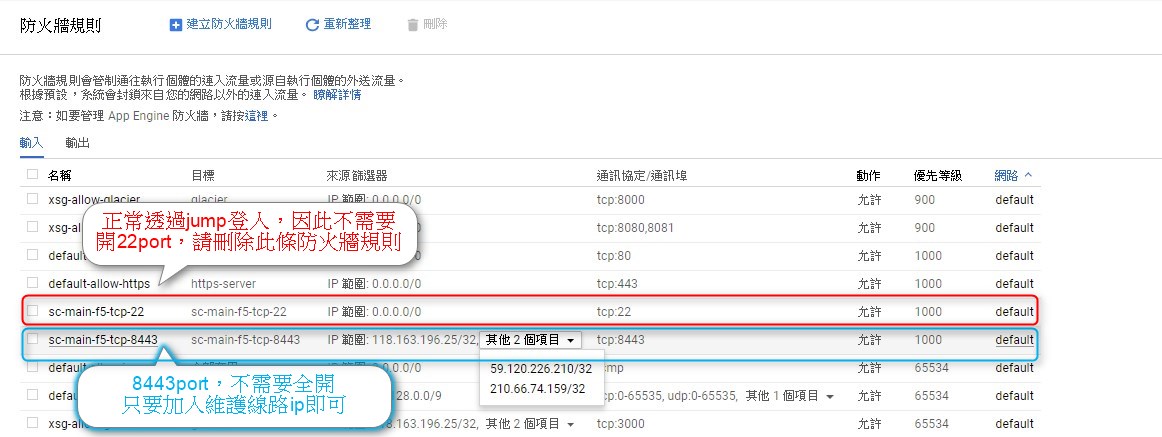 防火牆規則 建立防火牆規則 重新整理 刪除
防火牆規則會管制通往執行個體的連入流量或源自執行個體的外送流量。
根據預設，系統會封鎖來自您的網路以外的連入流量。 瞭解詳情
注意：如要管理 App Engine 防火牆，請按這裡。
輸入 輸出
名稱 目標 來源篩選器 通訊協定/通訊埠 動作 優先等級 網路
xsg-allow-glacier glacier IP 範圍: 0.0.0.0/0 tcp:8000 允許 900 default
正常透過jump登入，因此不需要
開22port，請刪除此條防火牆規則
xsg-al tcp:8080,8081 允許 900 default
defau tcp:80 允許 1000 default
default-allow-https https-server IP 範圍: 0.0.0.0/0 tcp:443 允許 1000 default
sc-main-f5-tcp-22 sc-main-f5-tcp-22 IP 範圍: 0.0.0.0/0 tcp:22 允許 1000 default
sc-main-f5-tcp-8443 sc-main-f5-tcp-8443 IP 範圍: 118.163.196.25/32, 其他 2 個項目 tcp:8443 允許 1000 default
59.120.226.210/32
210.66.74.159/32
8443port，不需要全開
只要加入維護線路ip即可
cmp 允許 65534 default
defau 28.0.0/9 cp:0-65535, udp:0-65535, 其他 1 個項目 允許 65534 default
xsg-al IP 範圍: 118.163.196.25/32, 其他 2 個項目 tcp:3000 允許 65534 default